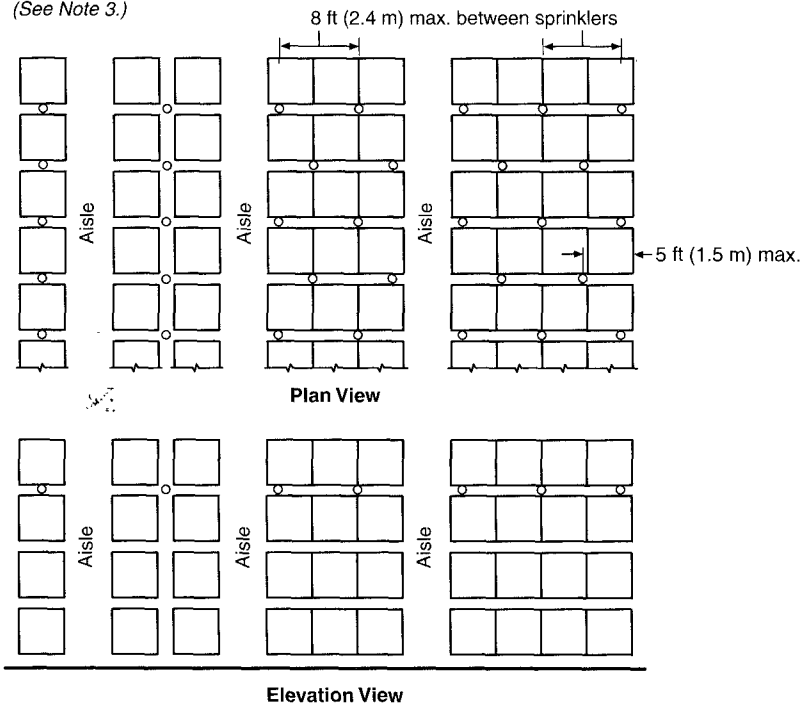 (See Note 3.)
8 ft (2.4 m) max. between sprinklers
Aisle
Aisle
Aisle
5 ft (1.5 m) max.
Plan View
Aisle
Aisle
Aisle
Elevation View